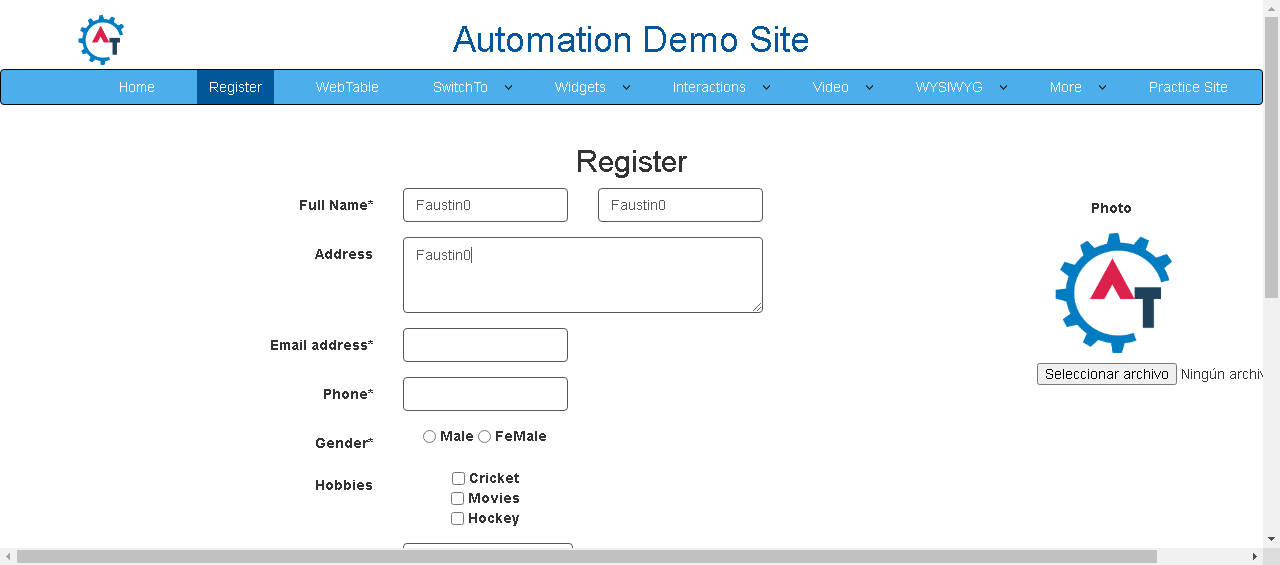 Automation Demo Site
Home Register WebTable SwitchTo Widgets Interactions Video WYSIWYG More Practice Site
Register
Full Name* Faustin0 Faustin0
Photo
Address Faustin0
Email address*
Seleccionar archivo Ningún archiv
Phone*
Gender* Male FeMale
Hobbies Cricket
Movies
Hockey